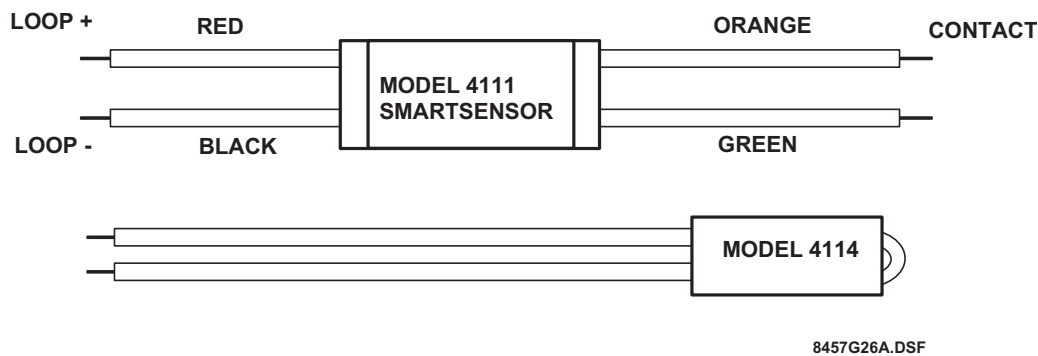 LOOP +
RED
ORANGE
CONTACT
MODEL 4111
SMARTSENSOR
LOOP -
BLACK
GREEN
MODEL 4114
8457G26A.DSF